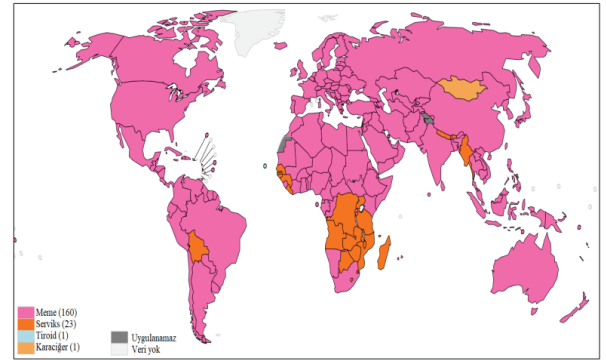 Meme (160)
Serviks (23)
Tiroid (1)
Karaciğer (1)
Uygulanamaz
Veri yok